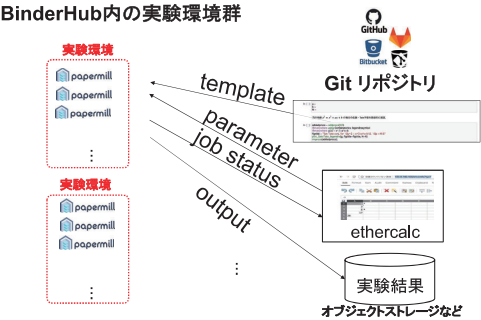 BinderHub内の実験環境群
実験環境
papermill
papermill
papermill
⋮
実験環境
papermill
papermill
papermill
⋮
template
parameter
job status
output
⋮
GitHub
Bitbucket
Git リポジトリ
ethercalc
実験結果
オブジェクトストレージなど